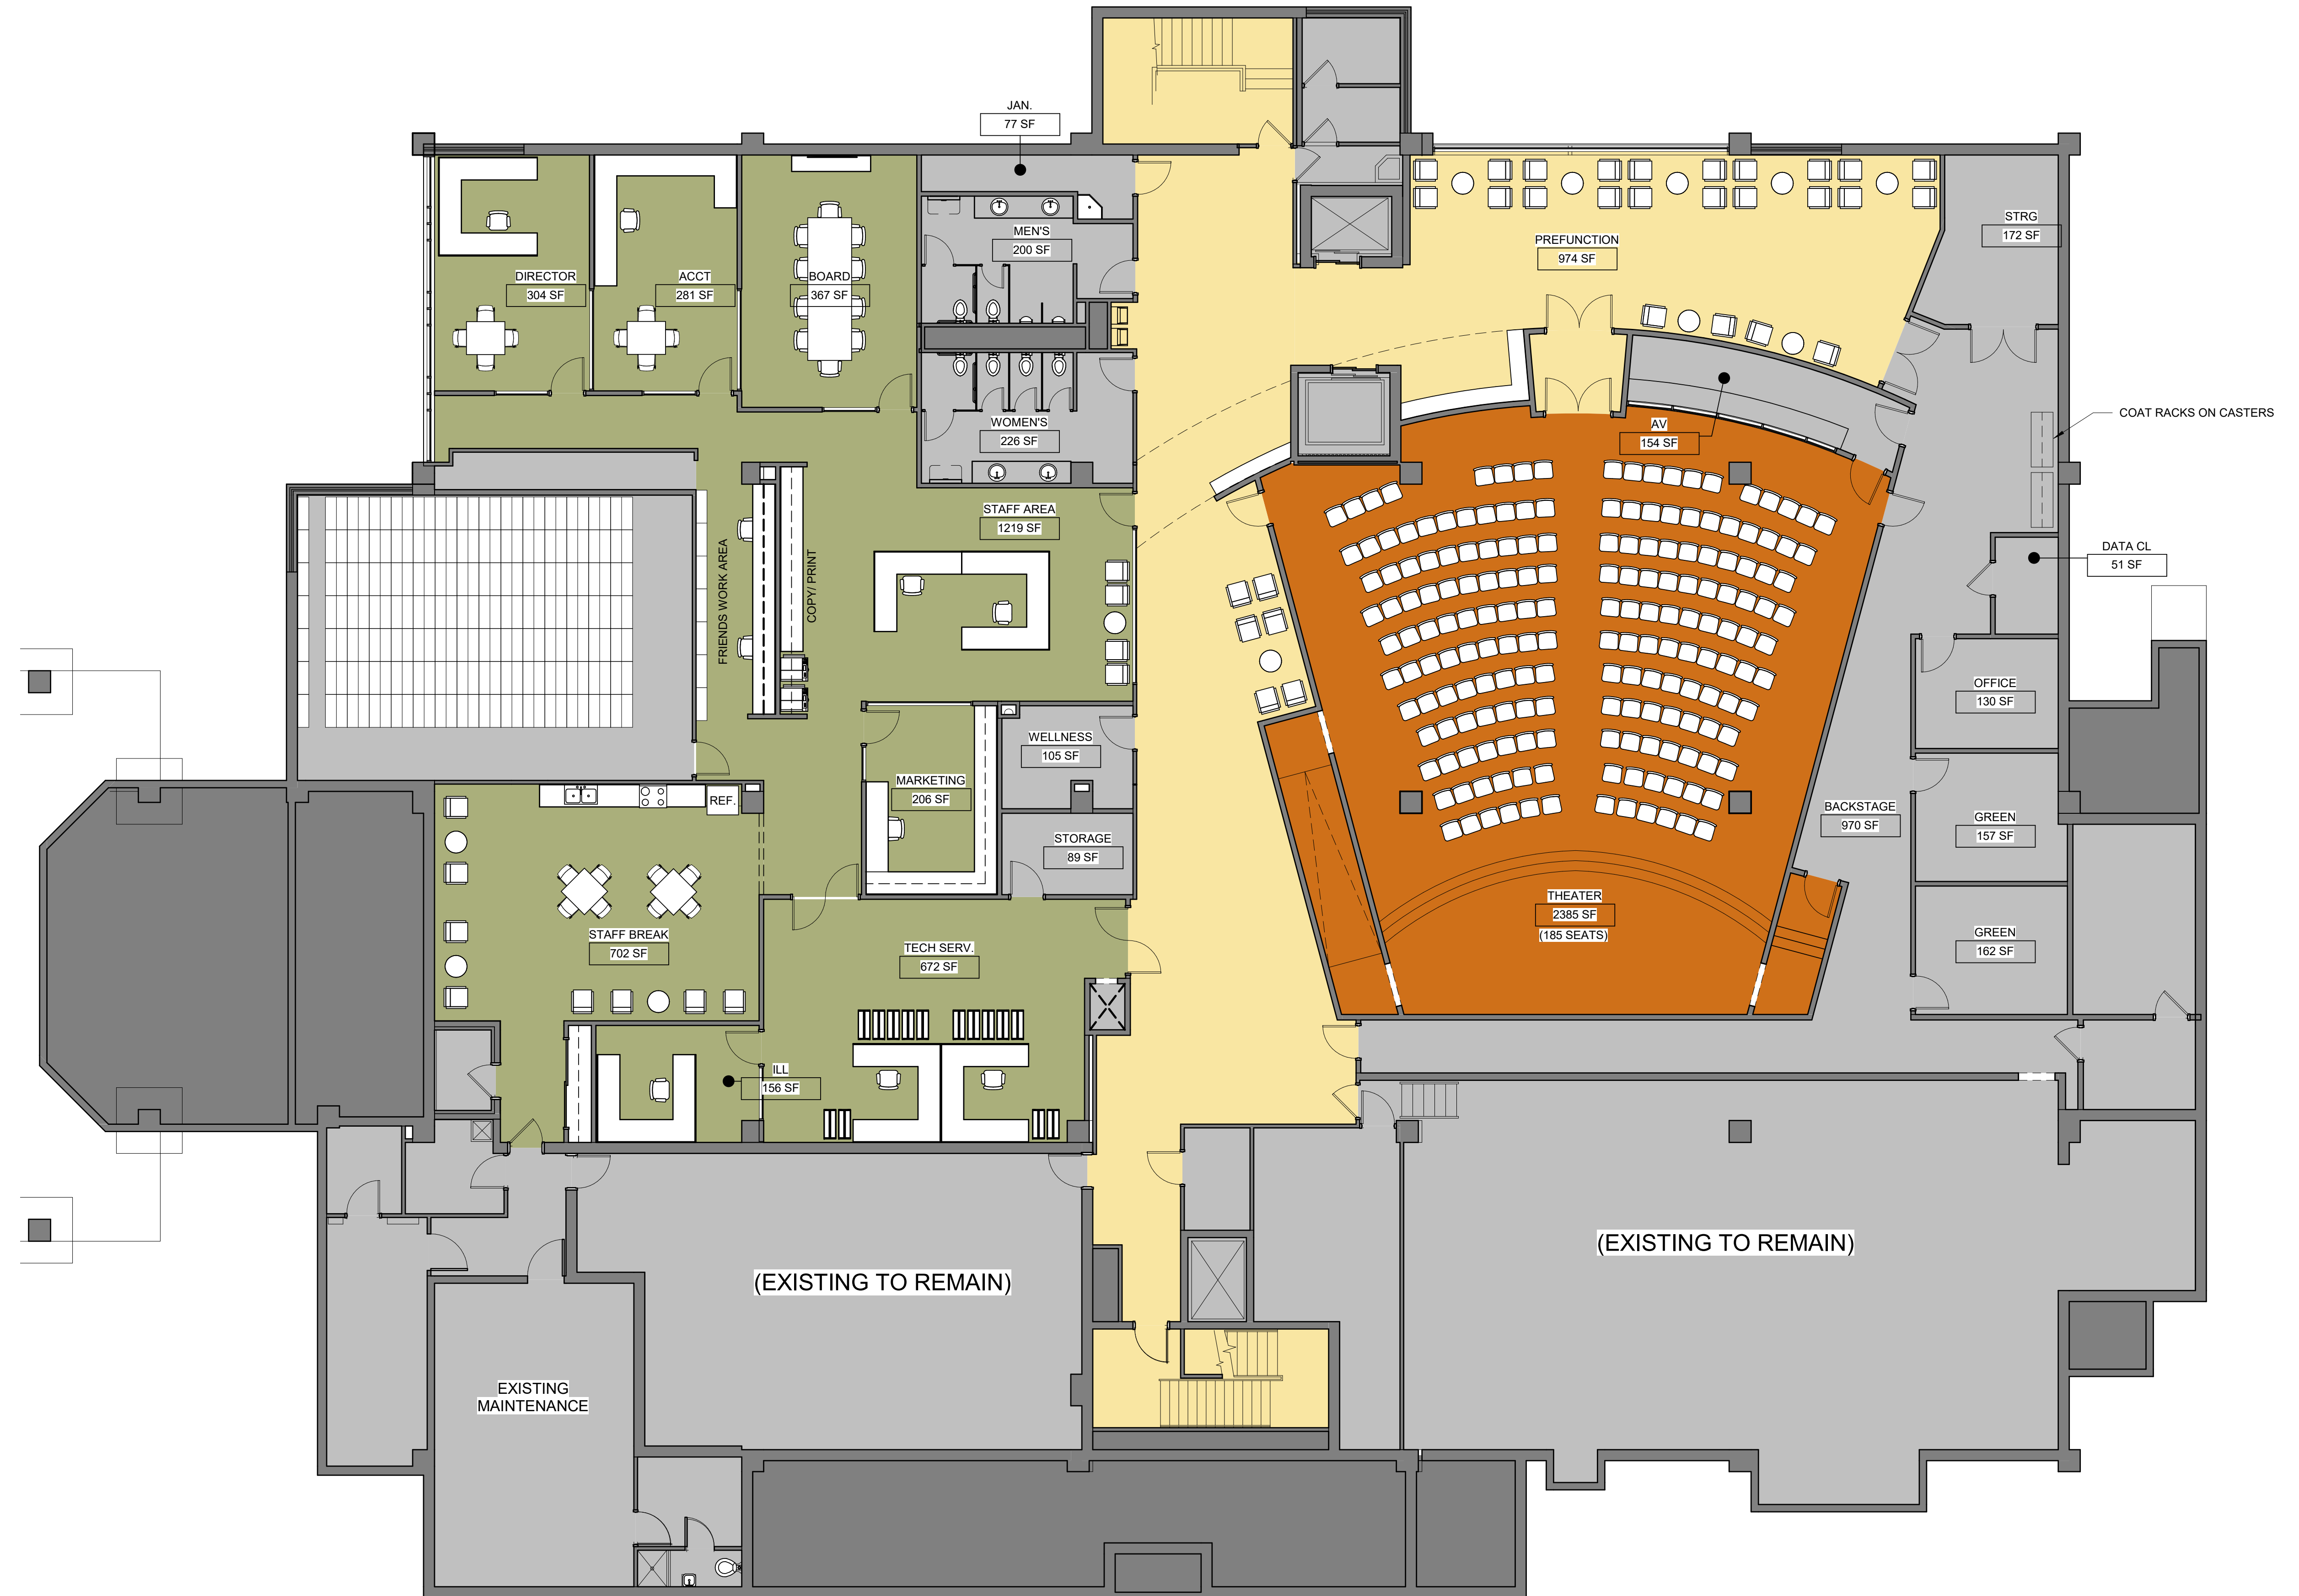 JAN.
77 SF
STRG
172 SF
MEN'S
200 SF
PREFUNCTION
974 SF
DIRECTOR
304 SF
ACCT
281 SF
BOARD
367 SF
COAT RACKS ON CASTERS
WOMEN'S
226 SF
AV
154 SF
STAFF AREA
1219 SF
FRIENDS WORK AREA
COPY/ PRINT
DATA CL
51 SF
OFFICE
130 SF
WELLNESS
105 SF
MARKETING
206 SF
REF.
BACKSTAGE
970 SF
GREEN
157 SF
STORAGE
89 SF
THEATER
2385 SF
(185 SEATS)
STAFF BREAK
702 SF
TECH SERV.
672 SF
GREEN
162 SF
ILL
156 SF
(EXISTING TO REMAIN)
(EXISTING TO REMAIN)
EXISTING
MAINTENANCE